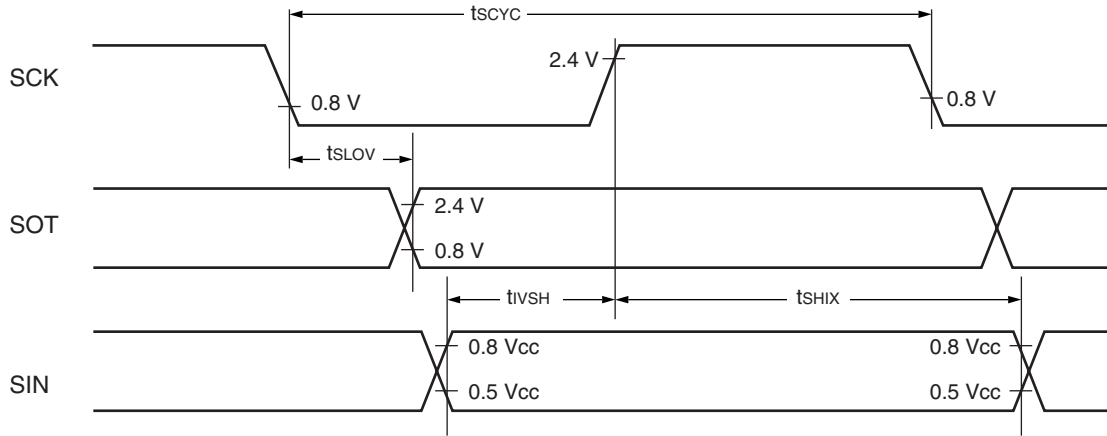 tSCYC
SCK
2.4 V
0.8 V
0.8 V
tSLOV
SOT
2.4 V
0.8 V
tIVSH
tSHIX
SIN
0.8 Vcc
0.8 Vcc
0.5 Vcc
0.5 Vcc